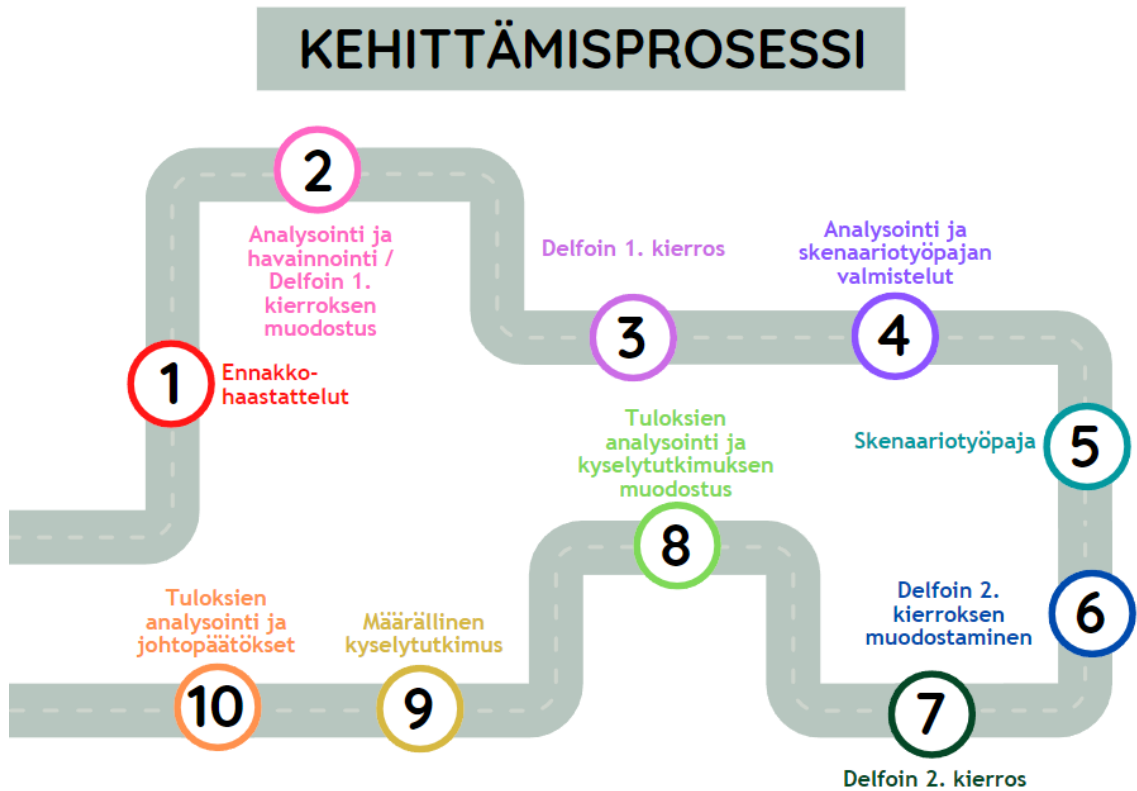 KEHITTÄMISPROSESSI
1
Ennakko-
haastattelut
2
Analysointi ja
havainnointi /
Delfoin 1.
kierroksen
muodostus
Delfoin 1. kierros
3
Analysointi ja
skenaariotyöpajan
valmistelut
4
Skenaariotyöpaja
5
Delfoin 2.
kierroksen
muodostaminen
6
7
Delfoin 2. kierros
Tuloksien
analysointi ja
kyselytutkimuksen
muodostus
8
Määrällinen
kyselytutkimus
9
Tuloksien
analysointi ja
johtopäätökset
10